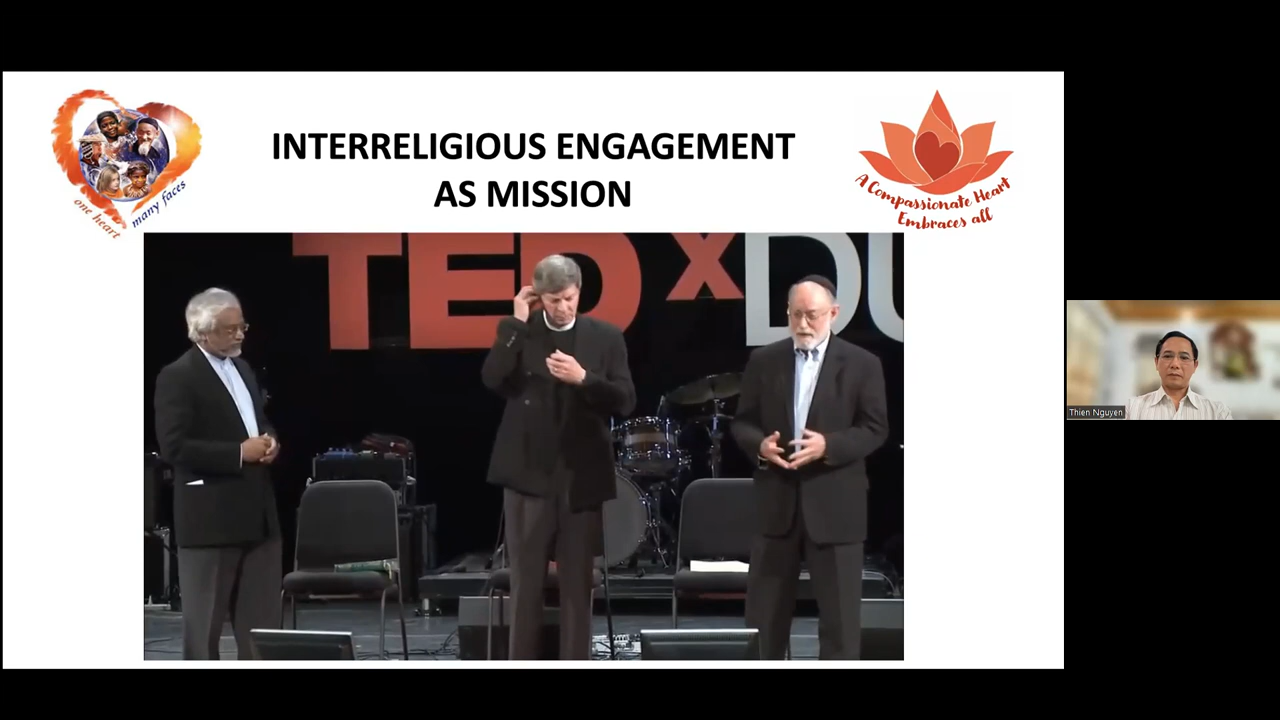 INTERRELIGIOUS ENGAGEMENT
AS MISSION
one heart
many faces
A Compassionate Heart
Embraces all
TEDxDU
Thien Nguyen